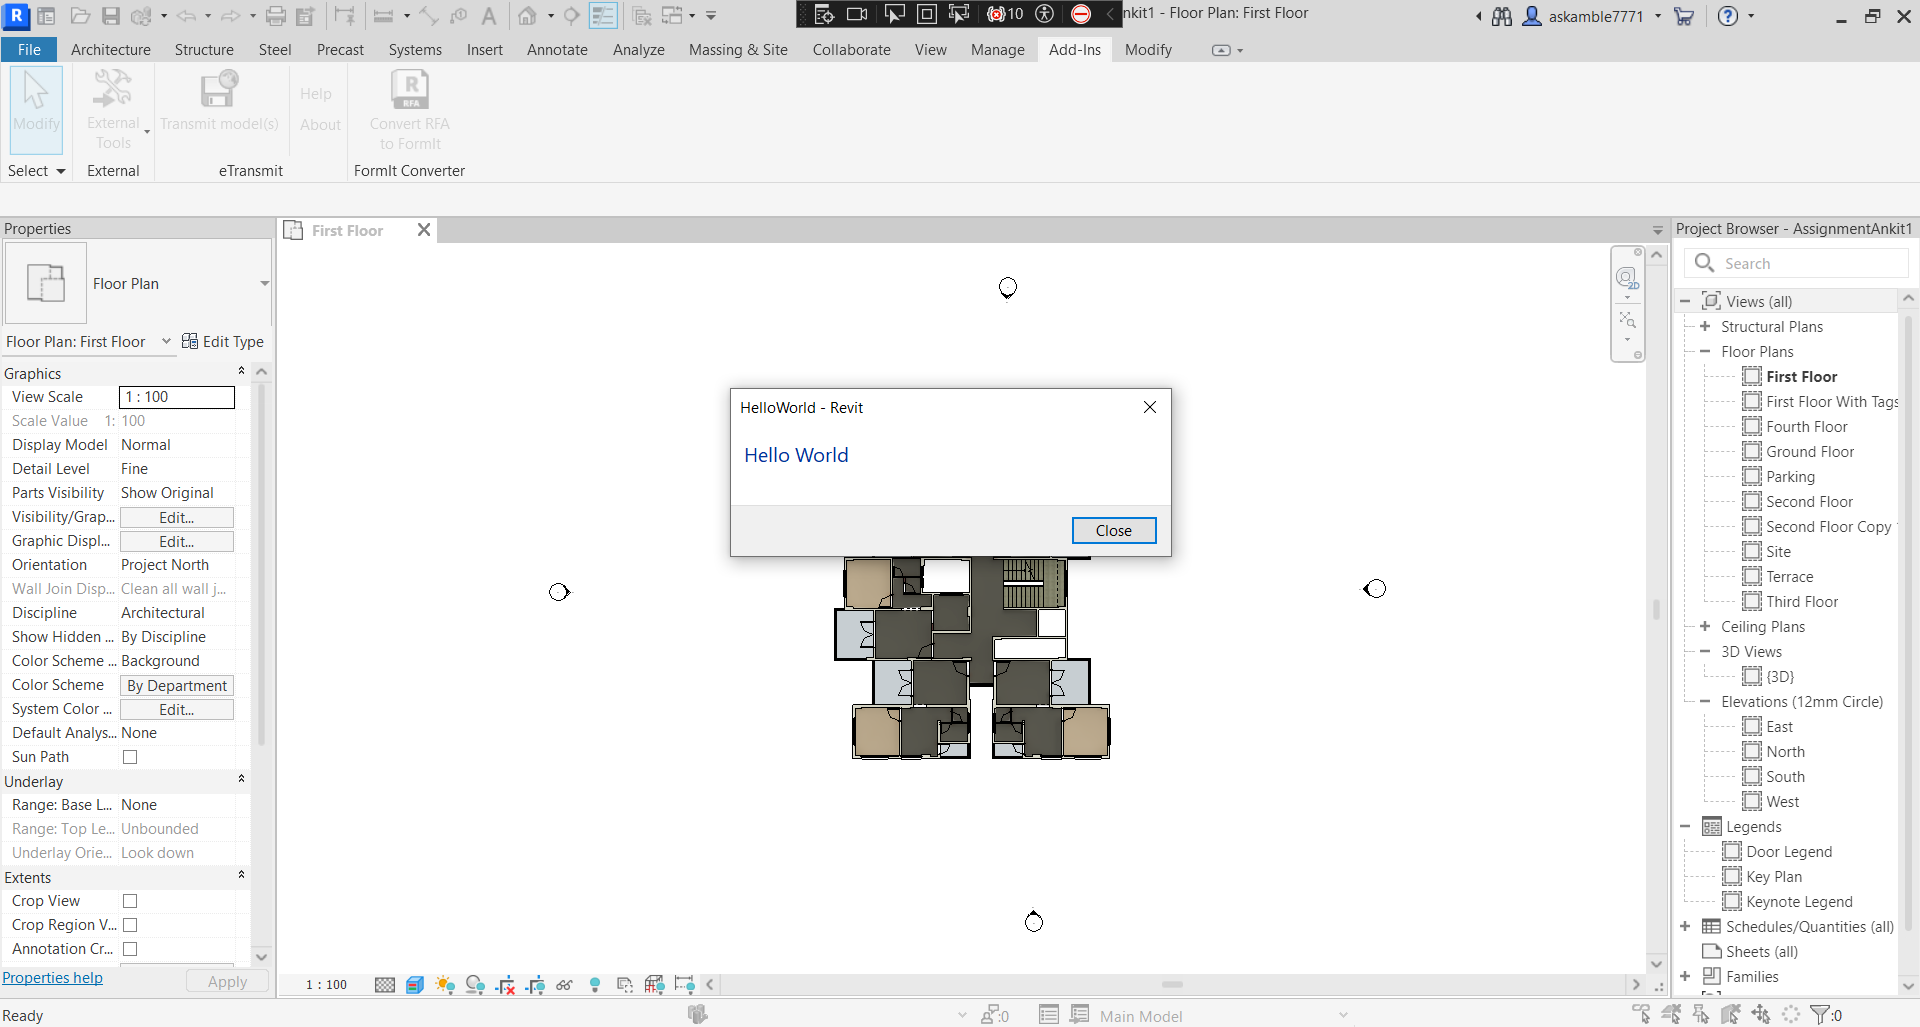 R
10
nkit1 - Floor Plan: First Floor
askamble7771
File Architecture Structure Steel Precast Systems Insert Annotate Analyze Massing & Site Collaborate View Manage Add-Ins Modify
Modify
External Tools
Transmit model(s)
Help
About
R
RFA
Convert RFA to FormIt
Select External eTransmit FormIt Converter
Properties
First Floor
Project Browser - AssignmentAnkit1
Floor Plan
Floor Plan: First Floor Edit Type
Graphics
View Scale 1 : 100
Scale Value 1: 100
Display Model Normal
Detail Level Fine
Parts Visibility Show Original
Visibility/Grap... Edit...
Graphic Displ... Edit...
Orientation Project North
Wall Join Disp... Clean all wall j...
Discipline Architectural
Show Hidden ... By Discipline
Color Scheme ... Background
Color Scheme By Department
System Color ... Edit...
Default Analys... None
Sun Path
Underlay
Range: Base L... None
Range: Top Le... Unbounded
Underlay Orie... Look down
Extents
Crop View
Crop Region V...
Annotation Cr...
Properties help Apply
HelloWorld - Revit
Hello World
Close
2D
Search
Views (all)
Structural Plans
Floor Plans
First Floor
First Floor With Tags
Fourth Floor
Ground Floor
Parking
Second Floor
Second Floor Copy
Site
Terrace
Third Floor
Ceiling Plans
3D Views
{3D}
Elevations (12mm Circle)
East
North
South
West
Legends
Door Legend
Key Plan
Keynote Legend
Schedules/Quantities (all)
Sheets (all)
Families
1 : 100
Ready
:0
Main Model
:0